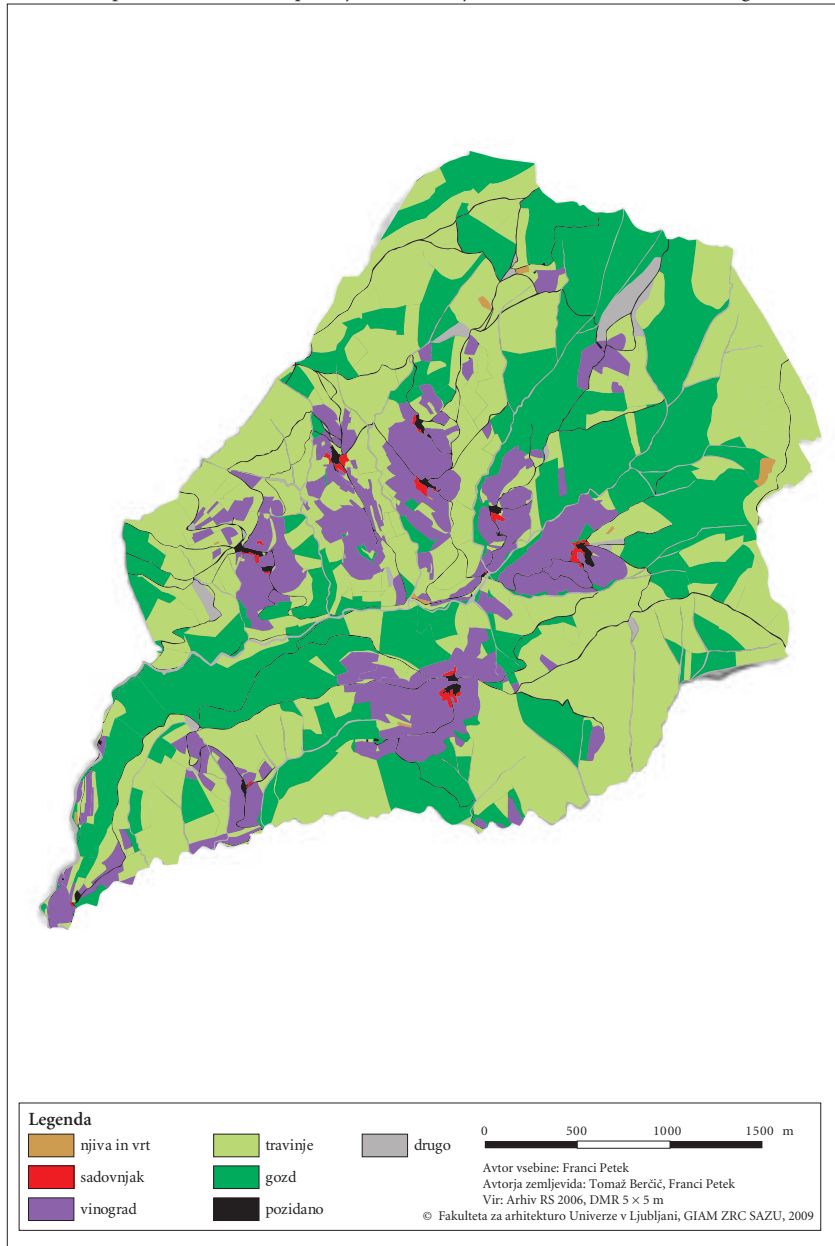 Legenda
njiva in vrt
sadovnjak
vinograd
travinje
gozd
pozidano
drugo
0 500 1000 1500 m
Avtor vsebine: Franci Petek
Avtorja zemljevida: Tomaž Berčič, Franci Petek
Vir: Arhiv RS 2006, DMR 5 × 5 m
© Fakulteta za arhitekturo Univerze v Ljubljani, GIAM ZRC SAZU, 2009